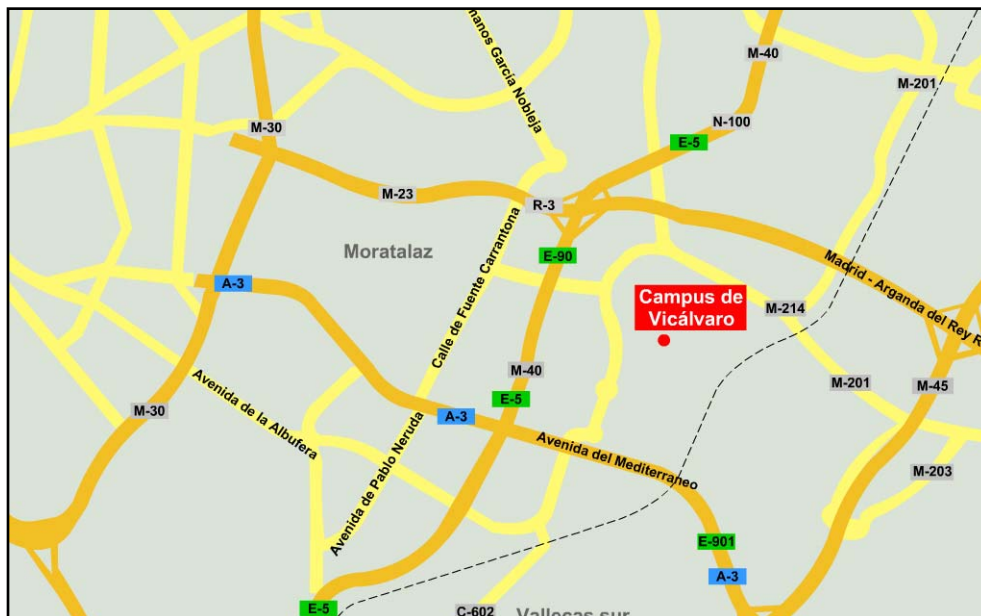 M-40
M-201
manos García Nobleja
N-100
M-30
E-5
M-23
R-3
Moratalaz
E-90
Madrid - Arganda del Rey R
Calle de Fuente Carrantona
A-3
Campus de
Vicálvaro
M-214
M-40
E-5
M-201
M-45
Avenida de la Albufera
M-30
A-3
Avenida del Mediterraneo
M-203
Avenida de Pablo Neruda
E-901
A-3
E-5
C-602
Vallecas sur